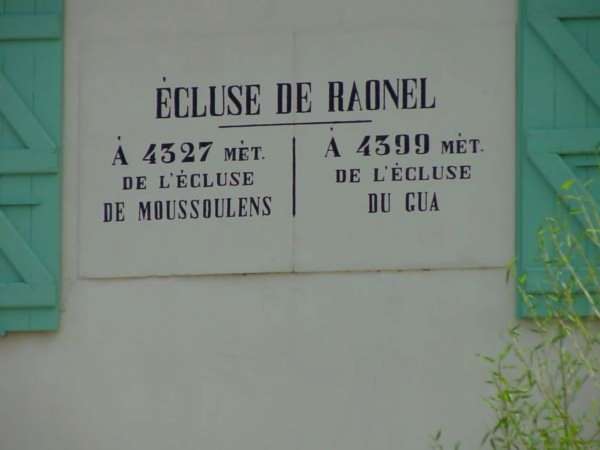 ÉCLUSE DE RAONEL
À 4327 MÈT.
DE L'ÉCLUSE
DE MOUSSOULENS
À 4399 MÈT.
DE L'ÉCLUSE
DU GUA